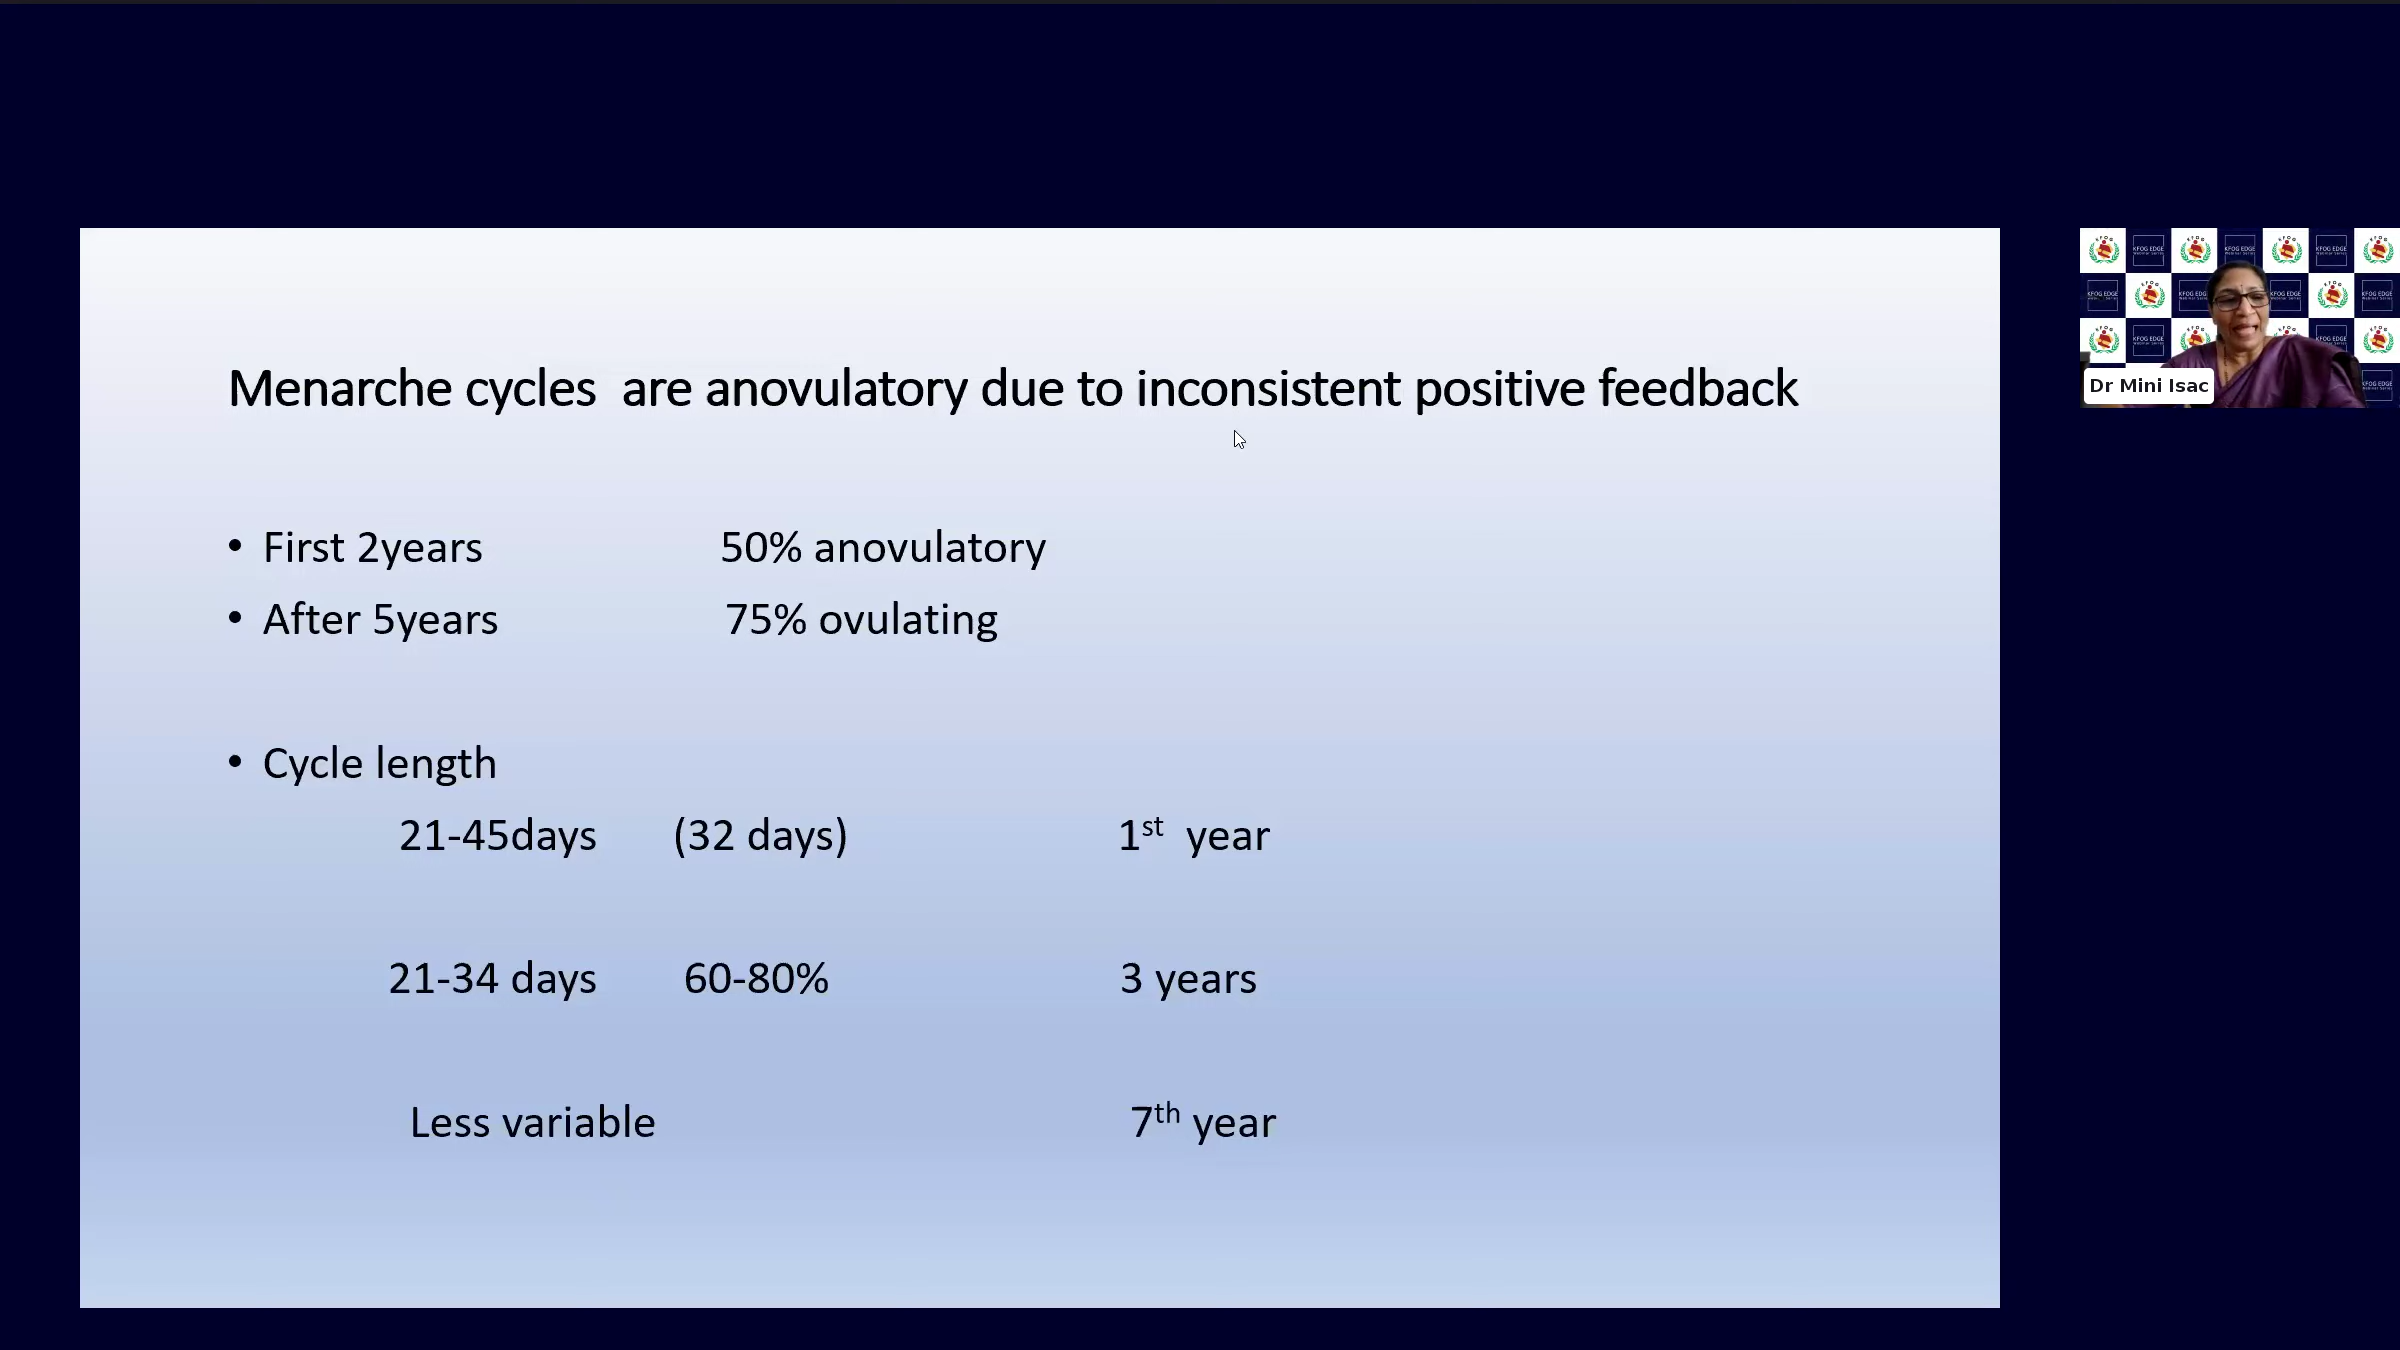 Menarche cycles are anovulatory due to inconsistent positive feedback
• First 2years 50% anovulatory
• After 5years 75% ovulating
• Cycle length
21-45days (32 days) 1st year
21-34 days 60-80% 3 years
Less variable 7th year
KFOG EDGE
Dr Mini Isac